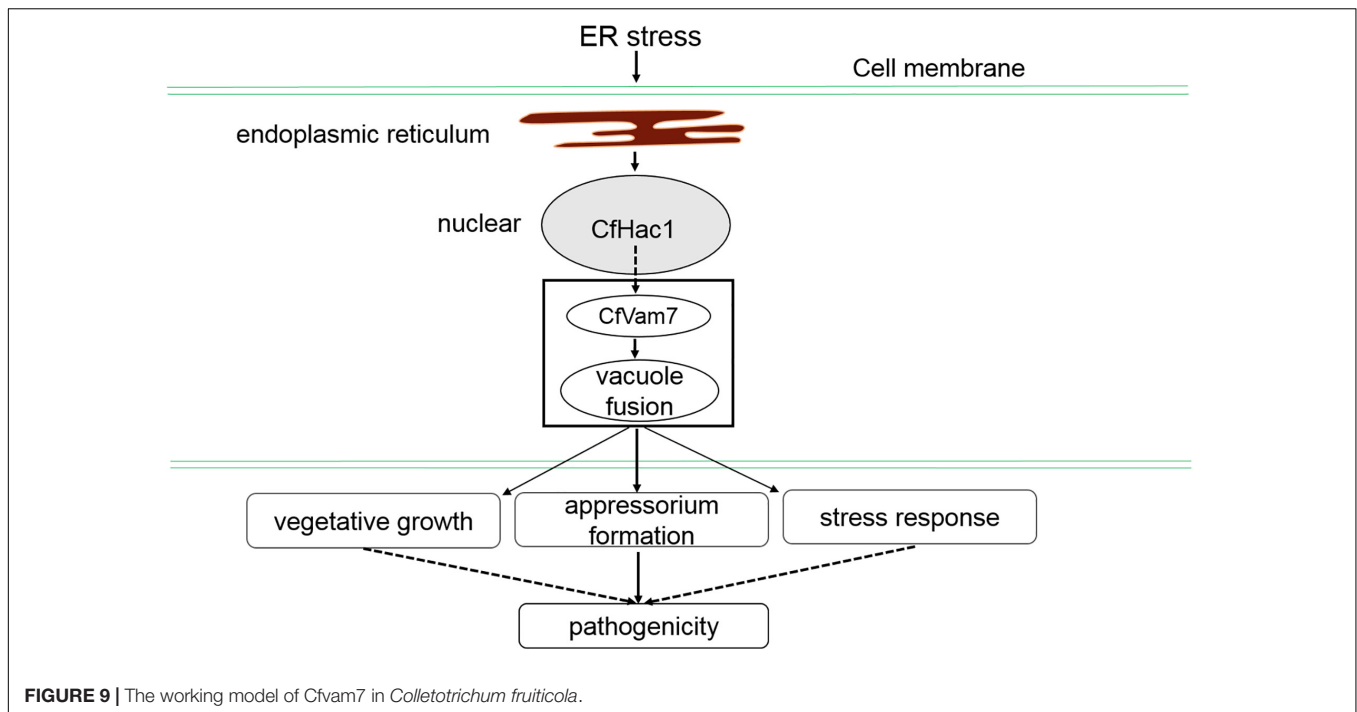 ER stress
Cell membrane
endoplasmic reticulum
nuclear
CfHac1
CfVam7
vacuole
fusion
vegetative growth
appressorium
formation
stress response
pathogenicity
FIGURE 9 | The working model of Cfvam7 in Colletotrichum fruiticola.